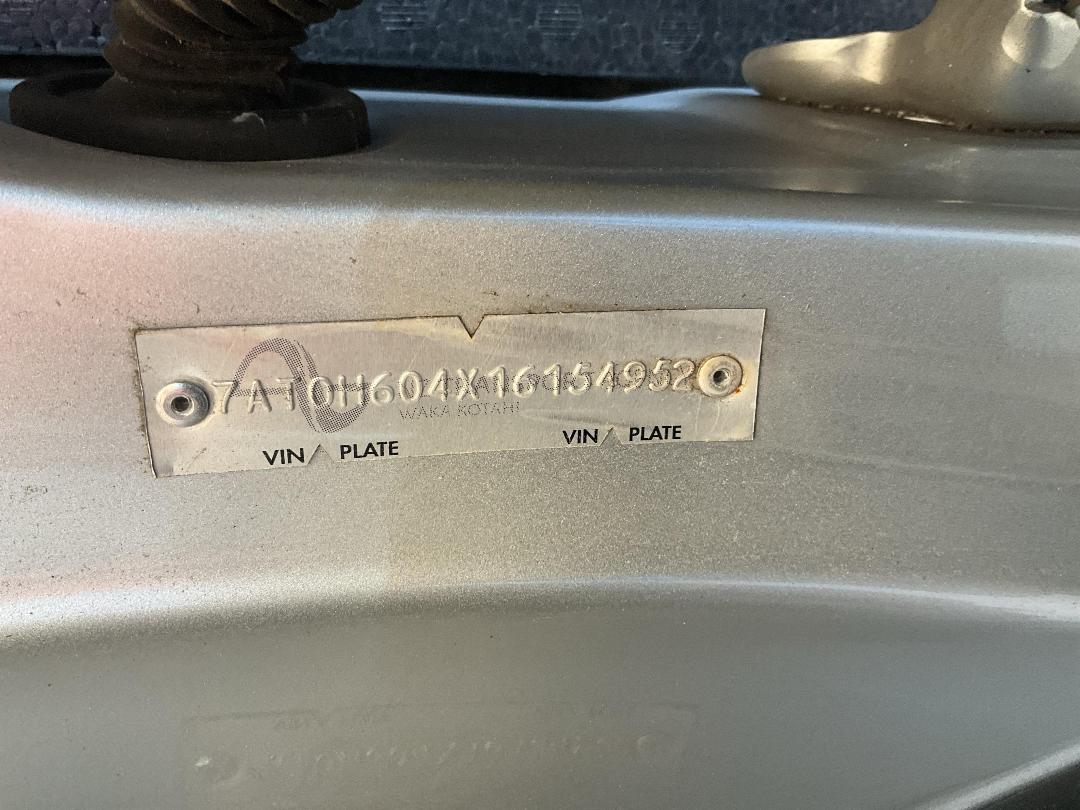 7AT0H604X16154952
WAKA KOTAHI
VIN PLATE VIN PLATE